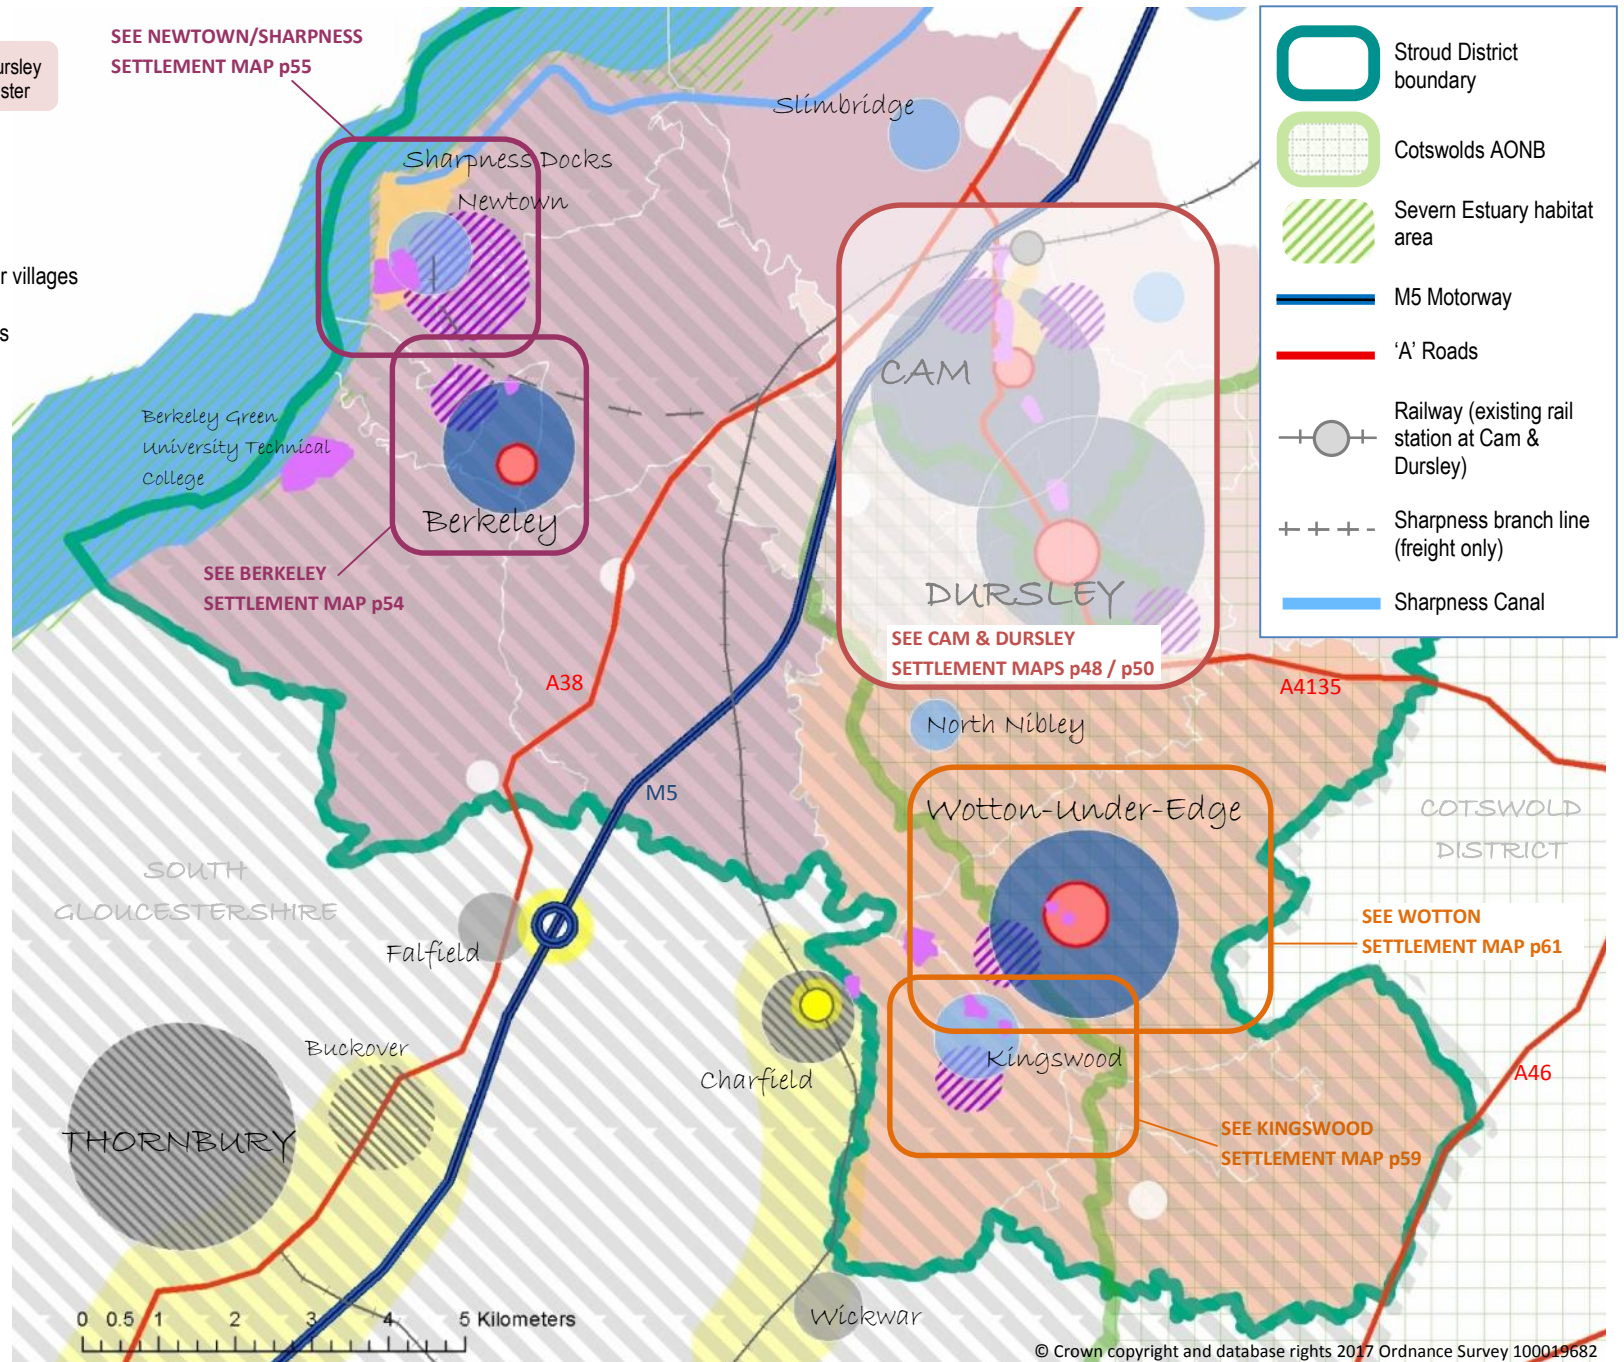 SEE NEWTOWN/SHARPNESS
SETTLEMENT MAP p55
ursley
ster
r villages
s
Slimbridge
Sharpness Docks
Newtown
Berkeley Green
University Technical
College
Berkeley
SEE BERKELEY
SETTLEMENT MAP p54
CAM
DURSLEY
SEE CAM & DURSLEY
SETTLEMENT MAPS p48 / p50
A38
A4135
M5
North Nibley
Wotton-Under-Edge
COTSWOLD
DISTRICT
SOUTH
GLOUCESTERSHIRE
Falfield
SEE WOTTON
SETTLEMENT MAP p61
Buckover
Charfield
Kingswood
A46
THORNBURY
SEE KINGSWOOD
SETTLEMENT MAP p59
Wickwar
0 0.5 1 2 3 4 5 Kilometers
© Crown copyright and database rights 2017 Ordnance Survey 100019682
Stroud District
boundary
Cotswolds AONB
Severn Estuary habitat
area
M5 Motorway
‘A’ Roads
Railway (existing rail
station at Cam &
Dursley)
Sharpness branch line
(freight only)
Sharpness Canal